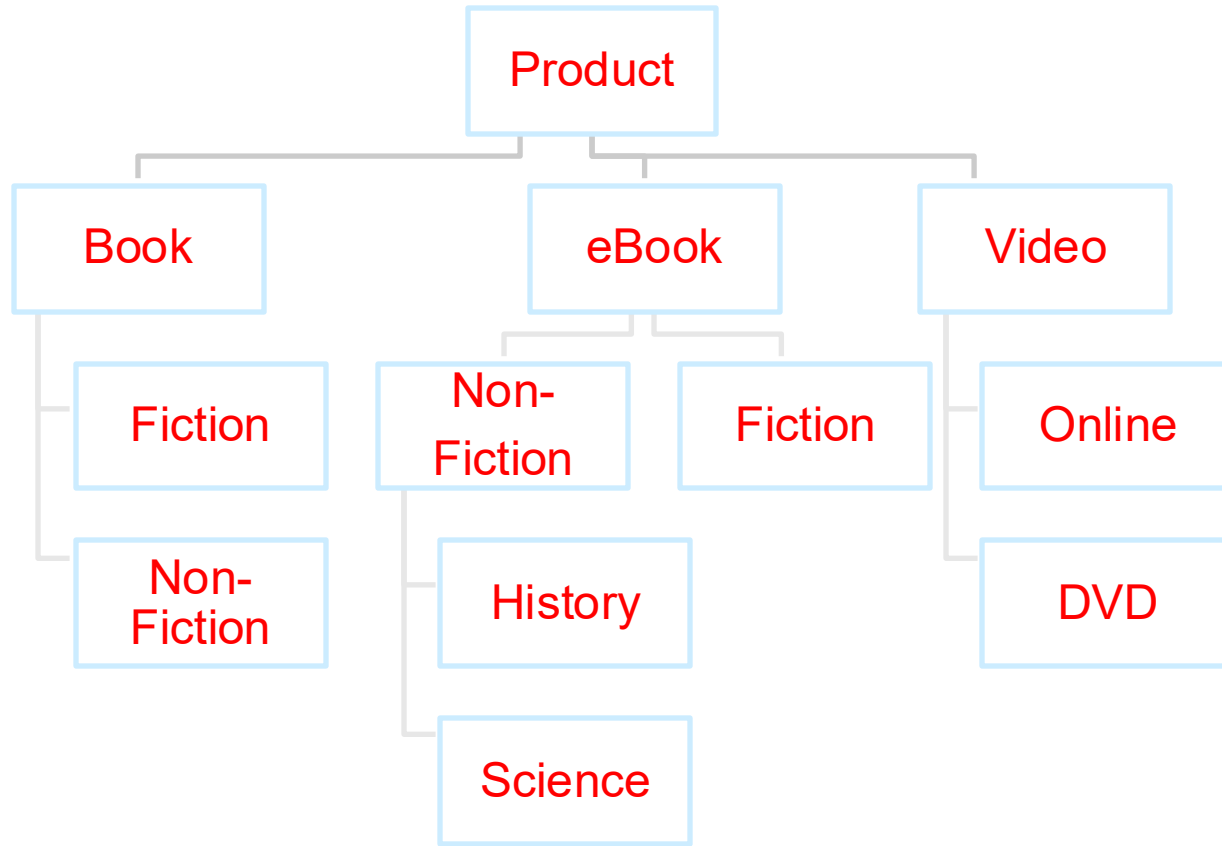 Product
Book
eBook
Video
Fiction
Non-
Fiction
Fiction
Online
Non-
Fiction
History
DVD
Science